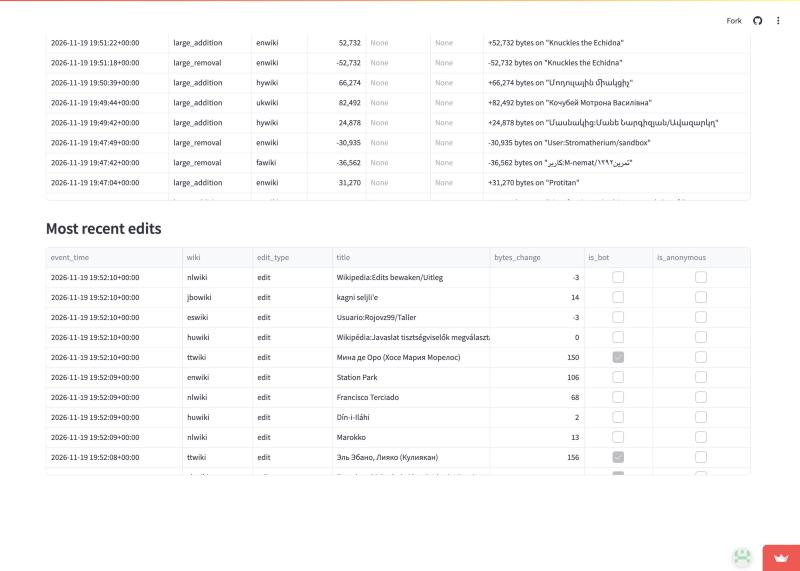 Fork
2026-11-19 19:51:22+00:00 large_addition enwiki 52,732 None None +52,732 bytes on "Knuckles the Echidna"
2026-11-19 19:51:18+00:00 large_removal enwiki -52,732 None None -52,732 bytes on "Knuckles the Echidna"
2026-11-19 19:50:39+00:00 large_addition hywiki 66,274 None None +66,274 bytes on "Մոդուլային միակցիչ"
2026-11-19 19:49:44+00:00 large_addition ukwiki 82,492 None None +82,492 bytes on "Кочубей Мотрона Василівна"
2026-11-19 19:49:42+00:00 large_addition hywiki 24,878 None None +24,878 bytes on "Մասնակից:Մանե Նարգիզյան/Ավազարկղ"
2026-11-19 19:47:49+00:00 large_removal enwiki -30,935 None None -30,935 bytes on "User:Stromatherium/sandbox"
2026-11-19 19:47:42+00:00 large_removal fawiki -36,562 None None -36,562 bytes on "کاربر:M-nemat/تمرین۱۲۹۲"
2026-11-19 19:47:04+00:00 large_addition enwiki 31,270 None None +31,270 bytes on "Protitan"
Most recent edits
event_time wiki edit_type title bytes_change is_bot is_anonymous
2026-11-19 19:52:10+00:00 nlwiki edit Wikipedia:Edits bewaken/Uitleg -3
2026-11-19 19:52:10+00:00 jbowiki edit kagni seljli'e 14
2026-11-19 19:52:10+00:00 eswiki edit Usuario:Rojovz99/Taller -3
2026-11-19 19:52:10+00:00 huwiki edit Wikipédia:Javaslat tisztségviselők megválaszt 0
2026-11-19 19:52:10+00:00 ttwiki edit Мина де Оро (Хосе Мария Морелос) 150
2026-11-19 19:52:09+00:00 enwiki edit Station Park 106
2026-11-19 19:52:09+00:00 nlwiki edit Francisco Terciado 68
2026-11-19 19:52:09+00:00 huwiki edit Dín-i-Iláhí 2
2026-11-19 19:52:09+00:00 nlwiki edit Marokko 13
2026-11-19 19:52:08+00:00 ttwiki edit Эль Эбано, Лияко (Кулиякан) 156